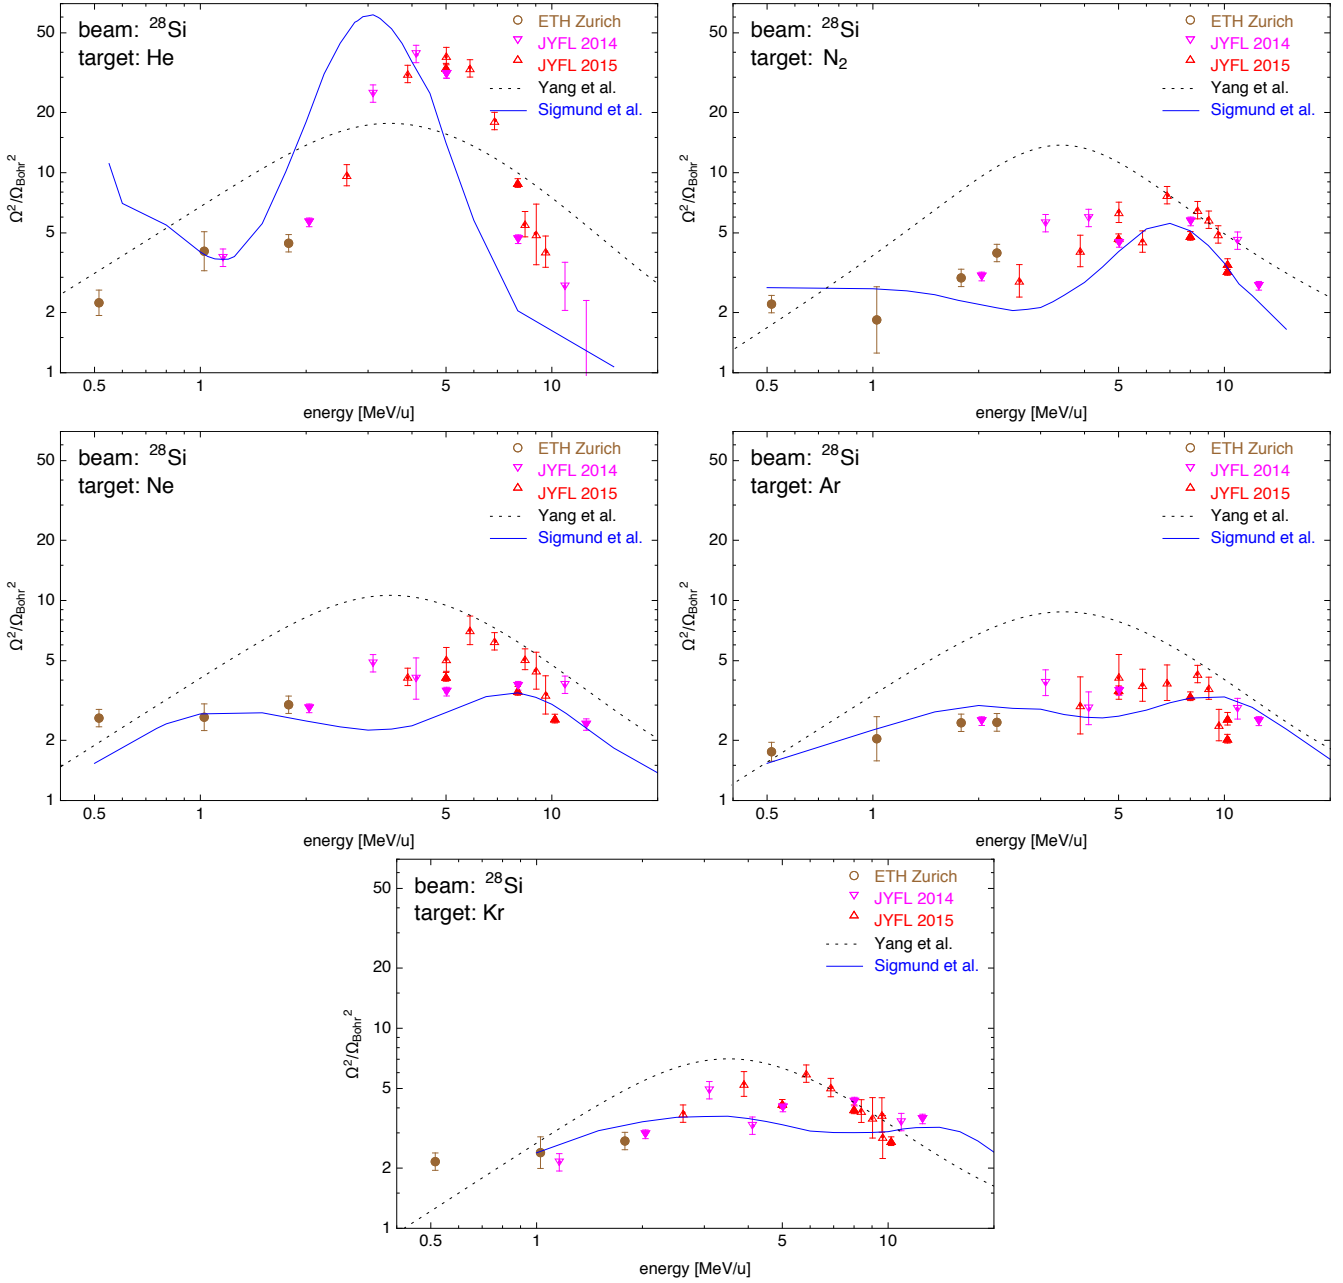 beam: ²⁸Si
target: He
ETH Zurich
JYFL 2014
JYFL 2015
Yang et al.
Sigmund et al.
Ω²/Ω_Bohr²
50
20
10
5
2
1
0.5 1 5 10
energy [MeV/u]
beam: ²⁸Si
target: N₂
ETH Zurich
JYFL 2014
JYFL 2015
Yang et al.
Sigmund et al.
Ω²/Ω_Bohr²
50
20
10
5
2
1
0.5 1 5 10
energy [MeV/u]
beam: ²⁸Si
target: Ne
ETH Zurich
JYFL 2014
JYFL 2015
Yang et al.
Sigmund et al.
Ω²/Ω_Bohr²
50
20
10
5
2
1
0.5 1 5 10
energy [MeV/u]
beam: ²⁸Si
target: Ar
ETH Zurich
JYFL 2014
JYFL 2015
Yang et al.
Sigmund et al.
Ω²/Ω_Bohr²
50
20
10
5
2
1
0.5 1 5 10
energy [MeV/u]
beam: ²⁸Si
target: Kr
ETH Zurich
JYFL 2014
JYFL 2015
Yang et al.
Sigmund et al.
Ω²/Ω_Bohr²
50
20
10
5
2
1
0.5 1 5 10
energy [MeV/u]